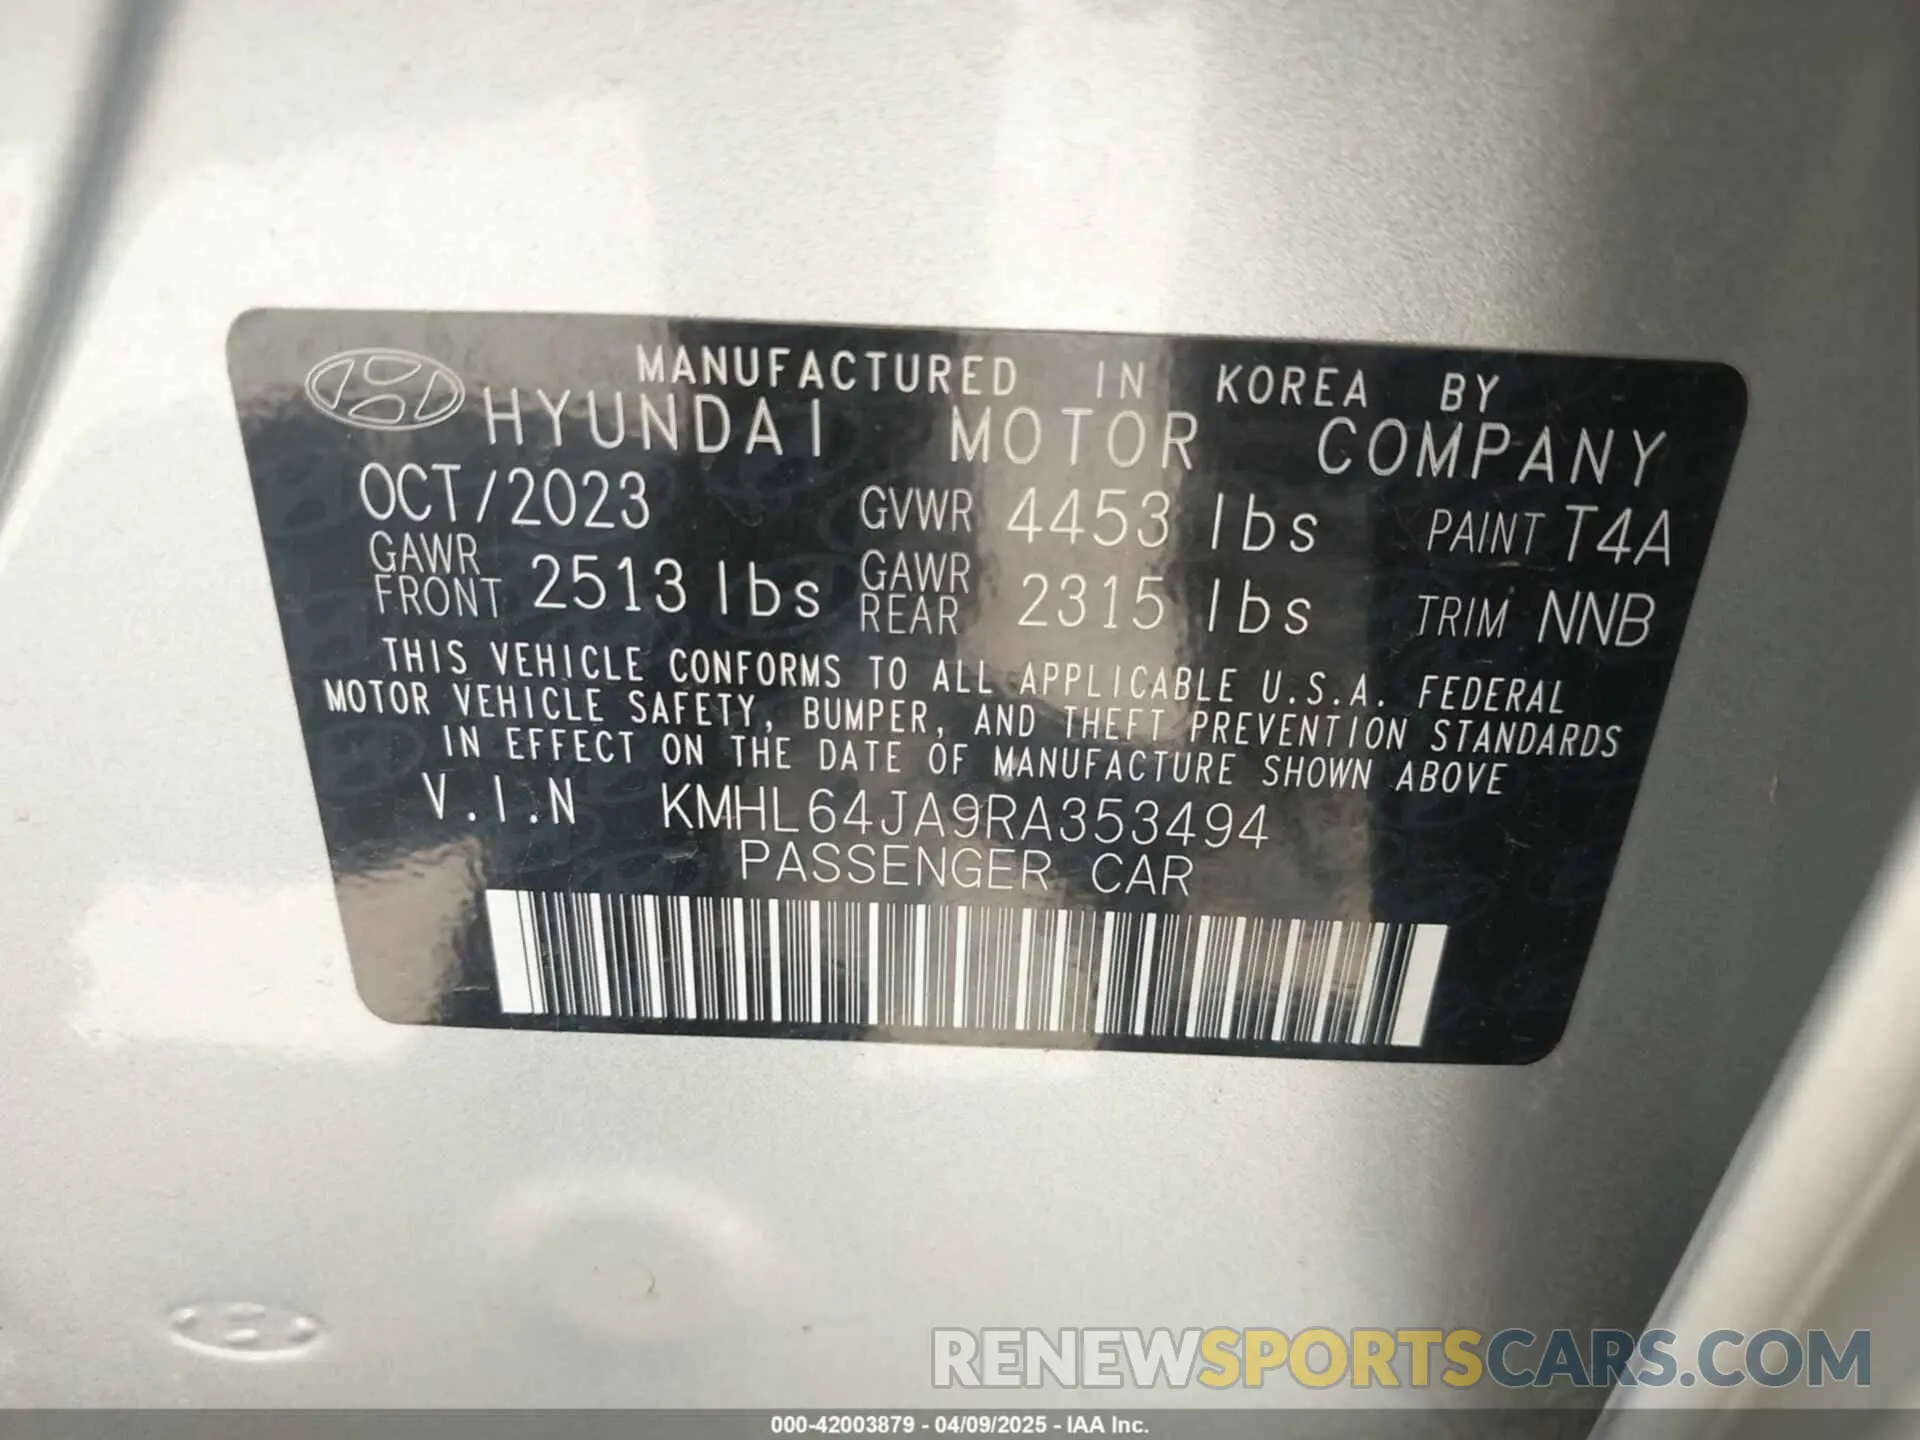 MANUFACTURED IN KOREA BY
HYUNDAI MOTOR COMPANY
OCT/2023 GVWR 4453 lbs PAINT T4A
GAWR FRONT 2513 lbs GAWR REAR 2315 lbs TRIM NNB
THIS VEHICLE CONFORMS TO ALL APPLICABLE U.S.A. FEDERAL
MOTOR VEHICLE SAFETY, BUMPER, AND THEFT PREVENTION STANDARDS
IN EFFECT ON THE DATE OF MANUFACTURE SHOWN ABOVE
V.I.N KMHL64JA9RA353494
PASSENGER CAR
RENEWSPORTSCARS.COM
000-42003879 - 04/09/2025 - IAA Inc.